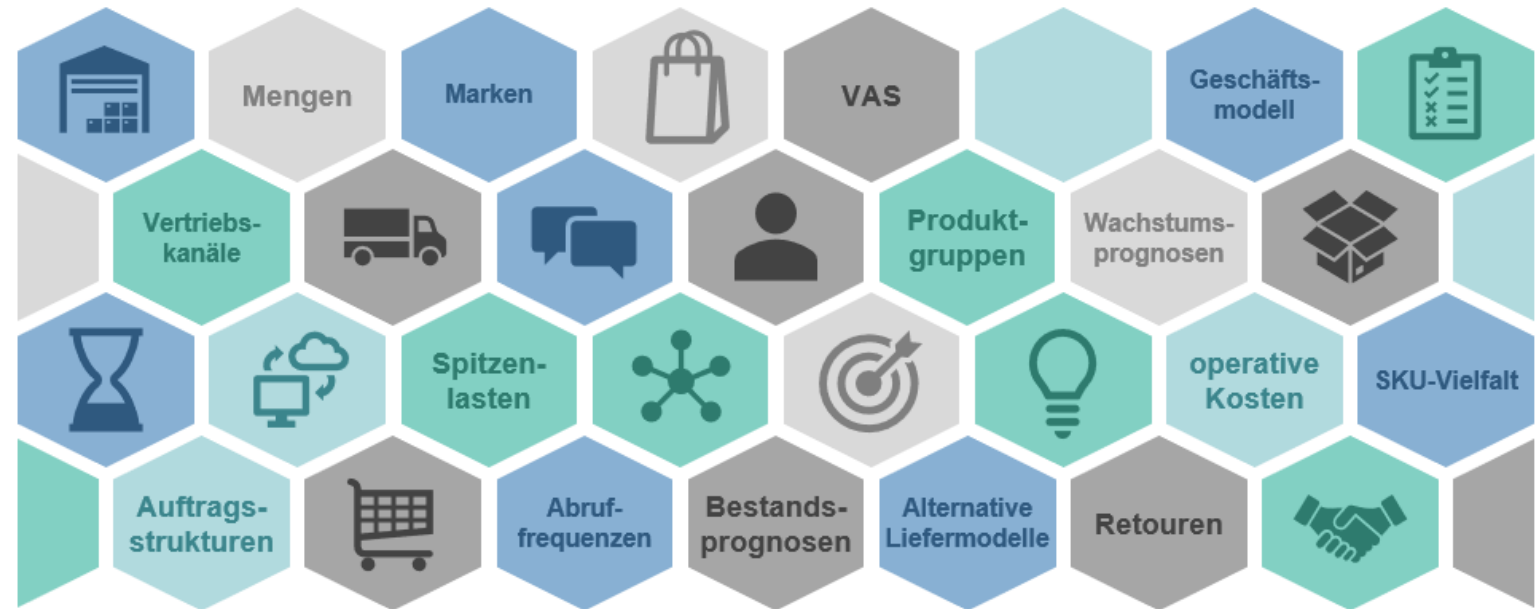 Mengen
Marken
VAS
Geschäfts-
modell
Vertriebs-
kanäle
Produkt-
gruppen
Wachstums-
prognosen
Spitzen-
lasten
operative
Kosten
SKU-Vielfalt
Auftrags-
strukturen
Abruf-
frequenzen
Bestands-
prognosen
Alternative
Liefermodelle
Retouren